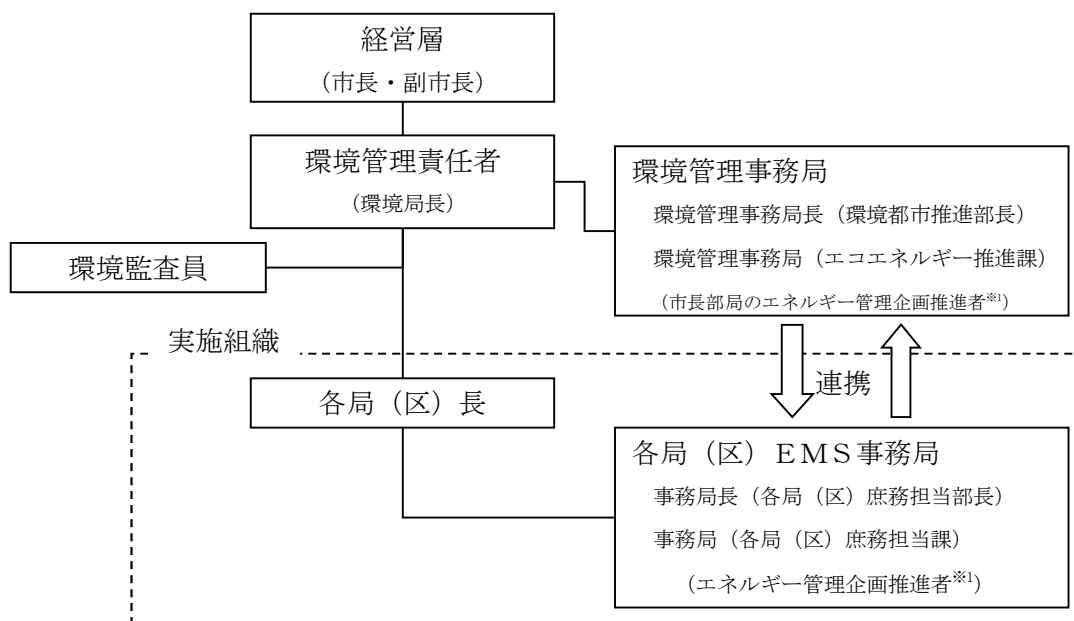 経営層
（市長・副市長）
環境管理責任者
（環境局長）
環境管理事務局
環境管理事務局長（環境都市推進部長）
環境管理事務局（エコエネルギー推進課）
（市長部局のエネルギー管理企画推進者※1）
環境監査員
実施組織
連携
各局（区）長
各局（区）ＥＭＳ事務局
事務局長（各局（区）庶務担当部長）
事務局（各局（区）庶務担当課）
（エネルギー管理企画推進者※1）